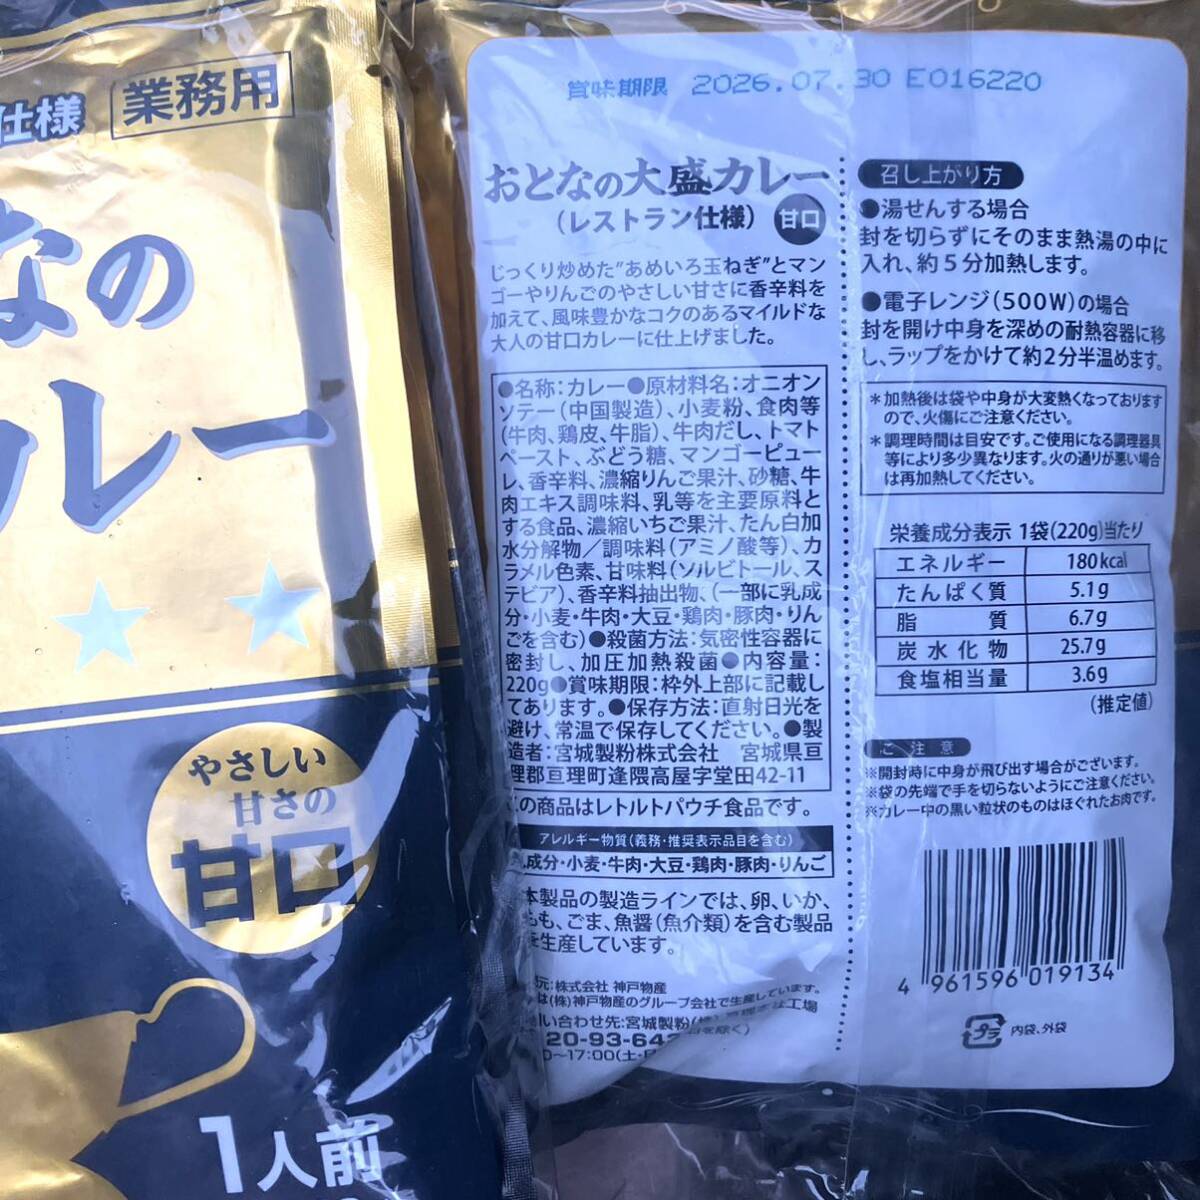 仕様 業務用
なの
カレー
やさしい
甘さの
甘口
1人前
賞味期限 2026.07.30 E016220
おとなの大盛カレー
(レストラン仕様) 甘口
じっくり炒めた"あめいろ玉ねぎ"とマン
ゴーやりんごのやさしい甘さに香辛料を
加えて、風味豊かなコクのあるマイルドな
大人の甘口カレーに仕上げました。
●名称:カレー●原材料名:オニオン
ソテー(中国製造)、小麦粉、食肉等
(牛肉、鶏皮、牛脂)、牛肉だし、トマト
ペースト、ぶどう糖、マンゴーピュー
レ、香辛料、濃縮りんご果汁、砂糖、牛
肉エキス調味料、乳等を主要原料と
する食品、濃縮いちご果汁、たん白加
水分解物/調味料(アミノ酸等)、カ
ラメル色素、甘味料(ソルビトール、ス
テビア)、香辛料抽出物、(一部に乳成
分・小麦・牛肉・大豆・鶏肉・豚肉・りん
ごを含む)●殺菌方法:気密性容器に
密封し、加圧加熱殺菌●内容量:
220g●賞味期限:枠外上部に記載し
てあります。●保存方法:直射日光を
避け、常温で保存してください。●製
造者:宮城製粉株式会社 宮城県亘
理郡亘理町逢隈高屋字堂田42-11
この商品はレトルトパウチ食品です。
アレルギー物質(義務・推奨表示品目を含む)
乳成分・小麦・牛肉・大豆・鶏肉・豚肉・りんご
本製品の製造ラインでは、卵、いか、
もも、ごま、魚醤(魚介類)を含む製品
を生産しています。
元:株式会社 神戸物産
は(株)神戸物産のグループ会社で生産しています。
い合わせ先:宮城製粉(株) 工場
20-93-64
0〜17:00(土・日 を除く)
召し上がり方
●湯せんする場合
封を切らずにそのまま熱湯の中に
入れ、約5分加熱します。
●電子レンジ(500W)の場合
封を開け中身を深めの耐熱容器に移
し、ラップをかけて約2分半温めます。
*加熱後は袋や中身が大変熱くなっております
ので、火傷にご注意ください。
*調理時間は目安です。ご使用になる調理器具
等により多少異なります。火の通りが悪い場合
は再加熱してください。
栄養成分表示 1袋(220g)当たり
エネルギー 180kcal
たんぱく質 5.1g
脂質 6.7g
炭水化物 25.7g
食塩相当量 3.6g
(推定値)
ご注意
※開封時に中身が飛び出す場合がございます。
※袋の先端で手を切らないようにご注意ください。
※カレー中の黒い粒状のものはほぐれたお肉です。
4 961596 019134
プラ 内袋、外袋